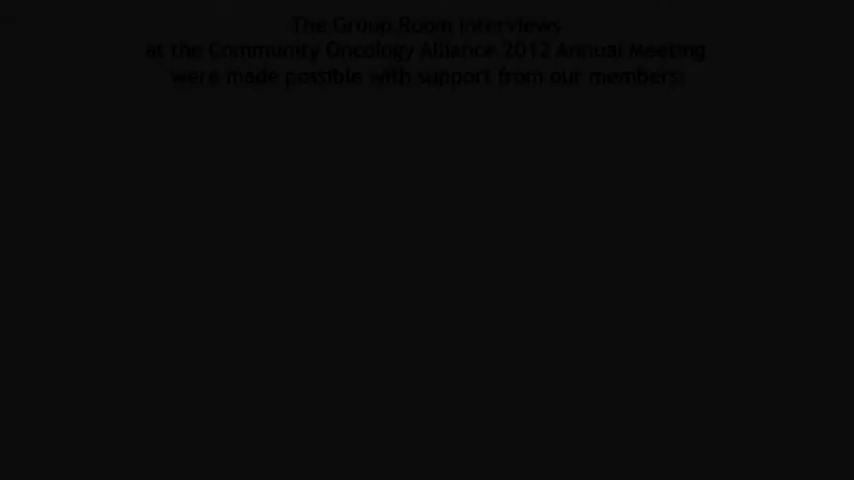 The Group Room interviews
at the Community Oncology Alliance 2012 Annual Meeting
were made possible with support from our members: